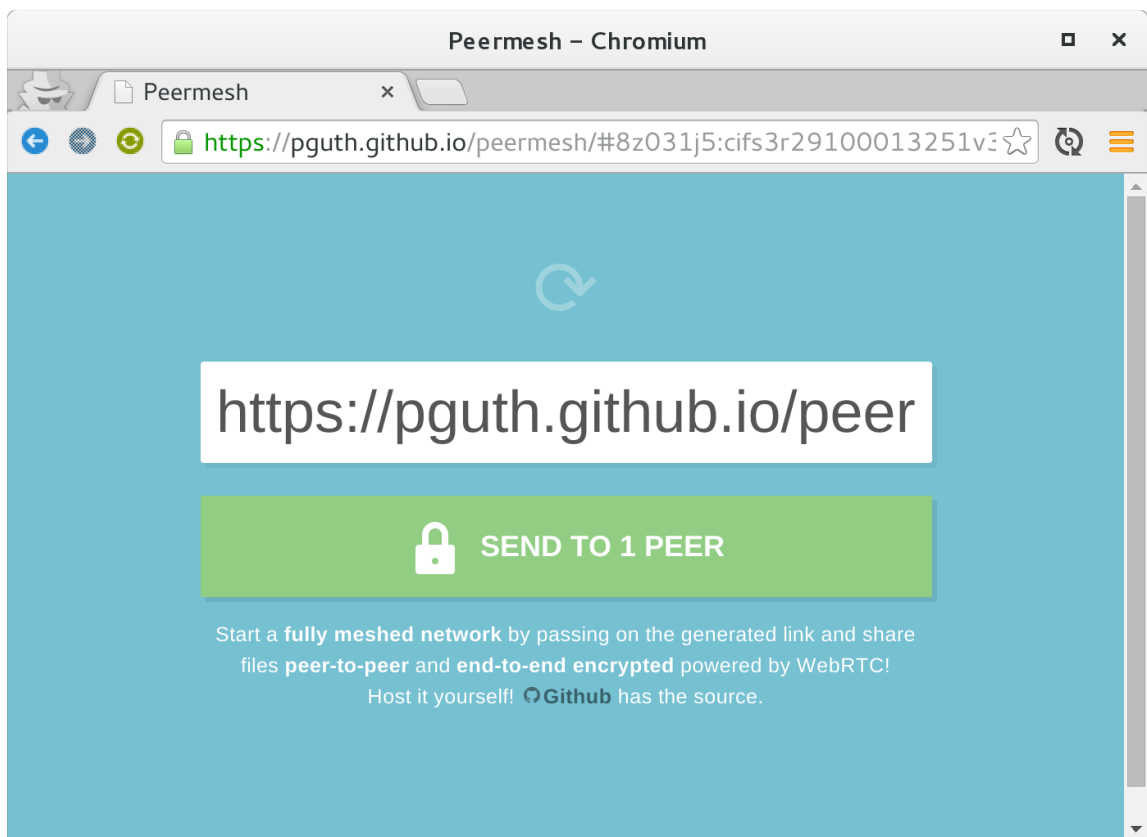 Peermesh – Chromium
Peermesh
https://pguth.github.io/peermesh/#8z031j5:cifs3r29100013251v3
https://pguth.github.io/peer
SEND TO 1 PEER
Start a fully meshed network by passing on the generated link and share
files peer-to-peer and end-to-end encrypted powered by WebRTC!
Host it yourself! Github has the source.